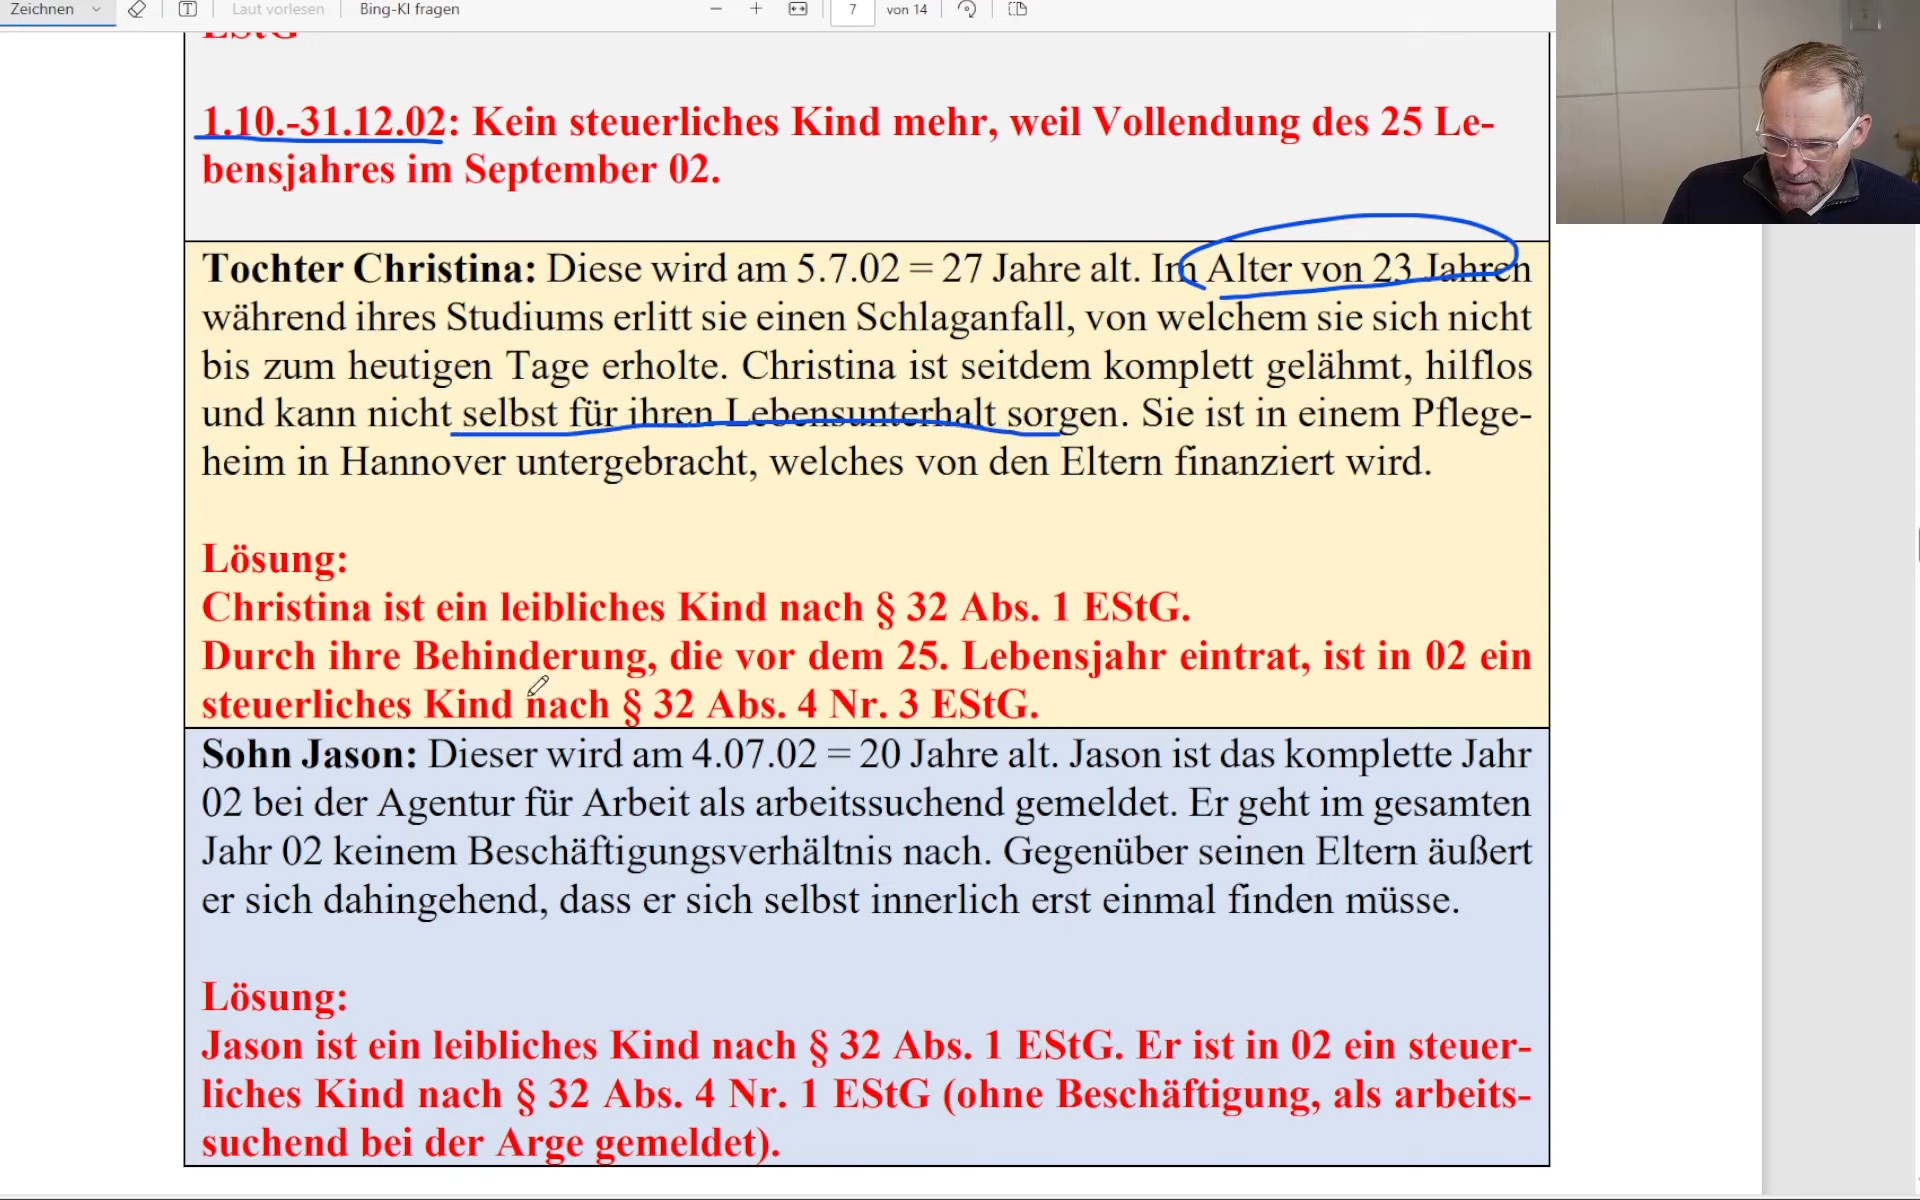 Zeichnen
Laut vorlesen
Bing-KI fragen
7
von 14
EStG
1.10.-31.12.02: Kein steuerliches Kind mehr, weil Vollendung des 25 Le-
bensjahres im September 02.
Tochter Christina: Diese wird am 5.7.02 = 27 Jahre alt. Im Alter von 23 Jahren
während ihres Studiums erlitt sie einen Schlaganfall, von welchem sie sich nicht
bis zum heutigen Tage erholte. Christina ist seitdem komplett gelähmt, hilflos
und kann nicht selbst für ihren Lebensunterhalt sorgen. Sie ist in einem Pflege-
heim in Hannover untergebracht, welches von den Eltern finanziert wird.
Lösung:
Christina ist ein leibliches Kind nach § 32 Abs. 1 EStG.
Durch ihre Behinderung, die vor dem 25. Lebensjahr eintrat, ist in 02 ein
steuerliches Kind nach § 32 Abs. 4 Nr. 3 EStG.
Sohn Jason: Dieser wird am 4.07.02 = 20 Jahre alt. Jason ist das komplette Jahr
02 bei der Agentur für Arbeit als arbeitssuchend gemeldet. Er geht im gesamten
Jahr 02 keinem Beschäftigungsverhältnis nach. Gegenüber seinen Eltern äußert
er sich dahingehend, dass er sich selbst innerlich erst einmal finden müsse.
Lösung:
Jason ist ein leibliches Kind nach § 32 Abs. 1 EStG. Er ist in 02 ein steuer-
liches Kind nach § 32 Abs. 4 Nr. 1 EStG (ohne Beschäftigung, als arbeits-
suchend bei der Arge gemeldet).